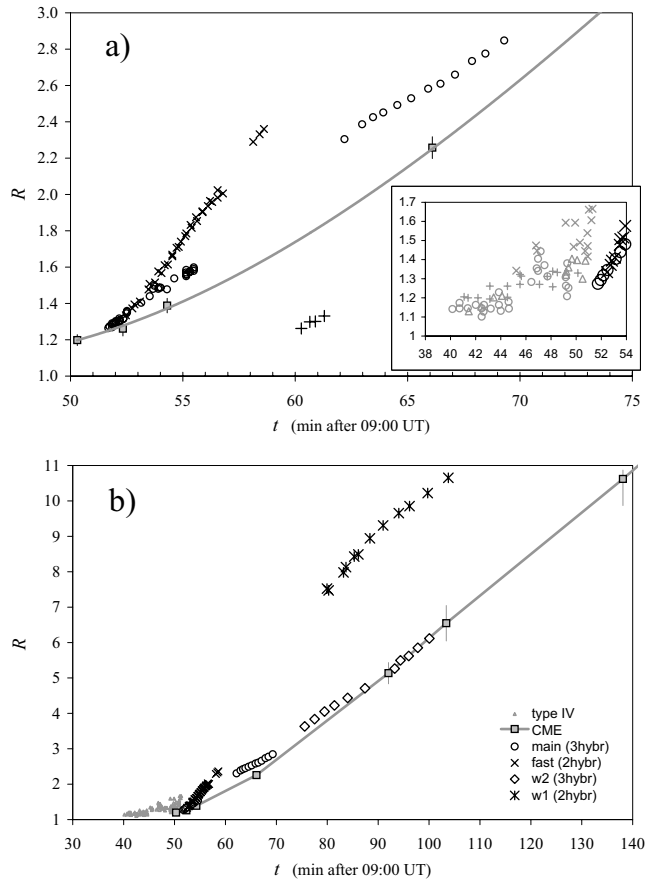 a)
3.0
2.8
2.6
2.4
2.2
2.0
1.8
1.6
1.4
1.2
1.0
R
50 55 60 65 70 75
t (min after 09:00 UT)
1.7
1.6
1.5
1.4
1.3
1.2
1.1
1
38 40 42 44 46 48 50 52 54
b)
11
10
9
8
7
6
5
4
3
2
1
R
30 40 50 60 70 80 90 100 110 120 130 140
t (min after 09:00 UT)
type IV
CME
main (3hybr)
fast (2hybr)
w2 (3hybr)
w1 (2hybr)